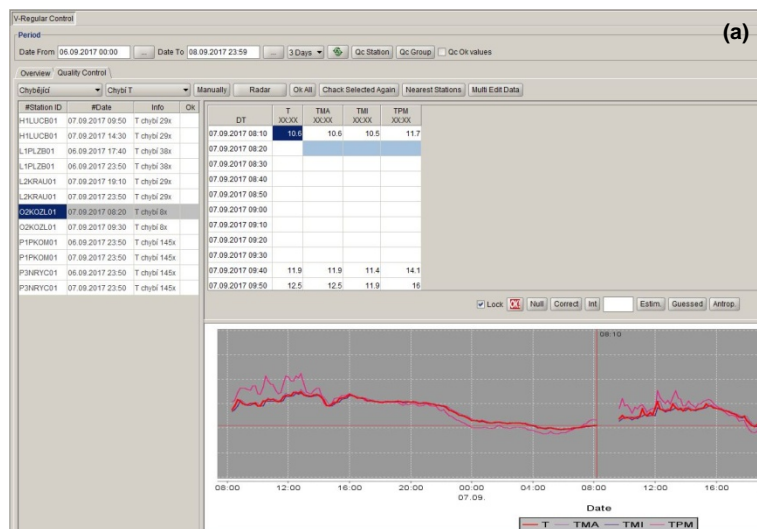 V-Regular Control
(a)
Period
Date From 06.09.2017 00:00 ... Date To 08.09.2017 23:59 ... 3 Days Qc Station Qc Group Qc Ok values
Overview Quality Control
Chybějící Chybí T Manually Radar Ok All Chack Selected Again Nearest Stations Multi Edit Data
#Station ID #Date Info Ok
H1LUCB01 07.09.2017 09:50 T chybí 29x
H1LUCB01 07.09.2017 14:30 T chybí 29x
L1PLZB01 06.09.2017 17:40 T chybí 38x
L1PLZB01 06.09.2017 23:50 T chybí 38x
L2KRAU01 07.09.2017 19:10 T chybí 29x
L2KRAU01 07.09.2017 23:50 T chybí 29x
O2KOZL01 07.09.2017 08:20 T chybí 8x
O2KOZL01 07.09.2017 09:30 T chybí 8x
P1PKOM01 06.09.2017 23:50 T chybí 145x
P1PKOM01 07.09.2017 23:50 T chybí 145x
P3NRYC01 06.09.2017 23:50 T chybí 145x
P3NRYC01 07.09.2017 23:50 T chybí 145x
DT T TMA TMI TPM
XX:XX XX:XX XX:XX XX:XX
07.09.2017 08:10 10.6 10.6 10.5 11.7
07.09.2017 08:20
07.09.2017 08:30
07.09.2017 08:40
07.09.2017 08:50
07.09.2017 09:00
07.09.2017 09:10
07.09.2017 09:20
07.09.2017 09:30
07.09.2017 09:40 11.9 11.9 11.4 14.1
07.09.2017 09:50 12.5 12.5 11.9 16
Lock Null Correct Int Estim. Guessed Antrop.
08:10
08:00 12:00 16:00 20:00 00:00 04:00 08:00 12:00 16:00
07.09.
Date
T TMA TMI TPM